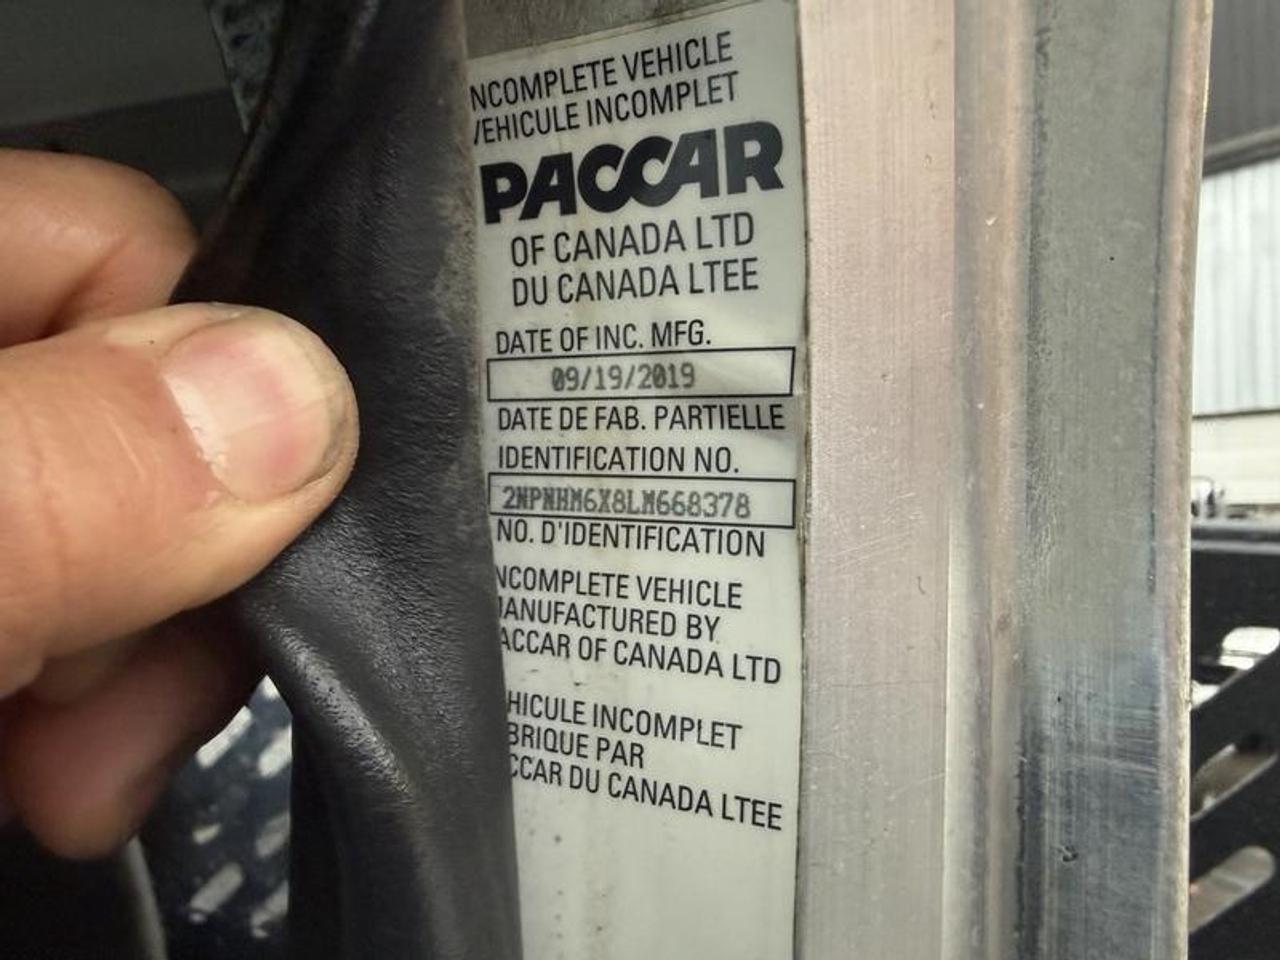 NCOMPLETE VEHICLE
VEHICULE INCOMPLET
PACCAR
OF CANADA LTD
DU CANADA LTEE
DATE OF INC. MFG.
09/19/2019
DATE DE FAB. PARTIELLE
IDENTIFICATION NO.
2NPNHM6X8LM668378
NO. D'IDENTIFICATION
NCOMPLETE VEHICLE
MANUFACTURED BY
ACCAR OF CANADA LTD
HICULE INCOMPLET
BRIQUE PAR
CCAR DU CANADA LTEE